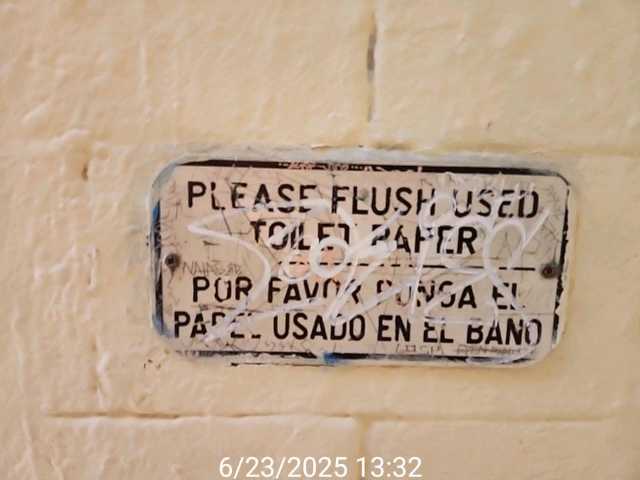 PLEASE FLUSH USED
TOILET PAPER
POR FAVOR PONGA EL
PAPEL USADO EN EL BANO
6/23/2025 13:32